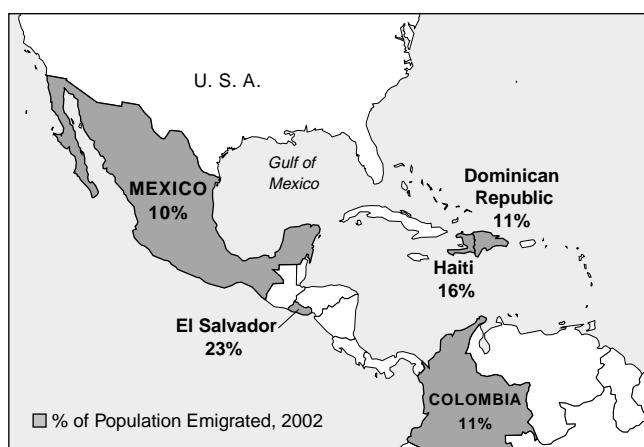 U. S. A.
Gulf of
Mexico
MEXICO
10%
Dominican
Republic
11%
Haiti
16%
El Salvador
23%
COLOMBIA
11%
% of Population Emigrated, 2002